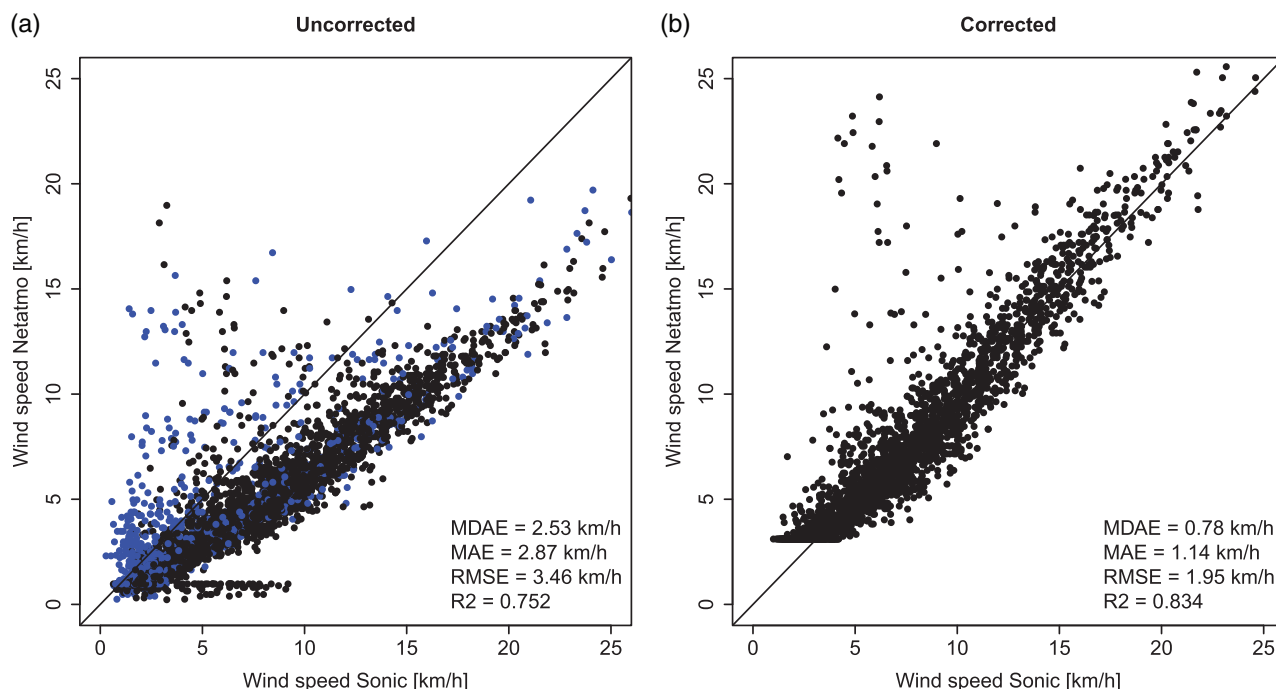 (a)
Uncorrected
Wind speed Netatmo [km/h]
25
20
15
10
5
0
MDAE = 2.53 km/h
MAE = 2.87 km/h
RMSE = 3.46 km/h
R2 = 0.752
0 5 10 15 20 25
Wind speed Sonic [km/h]
(b)
Corrected
Wind speed Netatmo [km/h]
25
20
15
10
5
0
MDAE = 0.78 km/h
MAE = 1.14 km/h
RMSE = 1.95 km/h
R2 = 0.834
0 5 10 15 20 25
Wind speed Sonic [km/h]